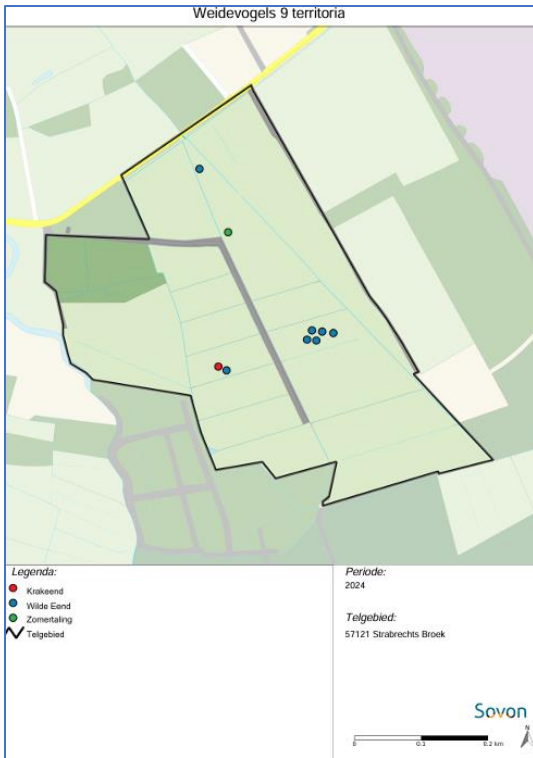 Weidevogels 9 territoria
Legenda:
Krakeend
Wilde Eend
Zomertaling
Telgebied
Periode:
2024
Telgebied:
57121 Strabrechts Broek
Sovon
N
0 0.1 0.2 km